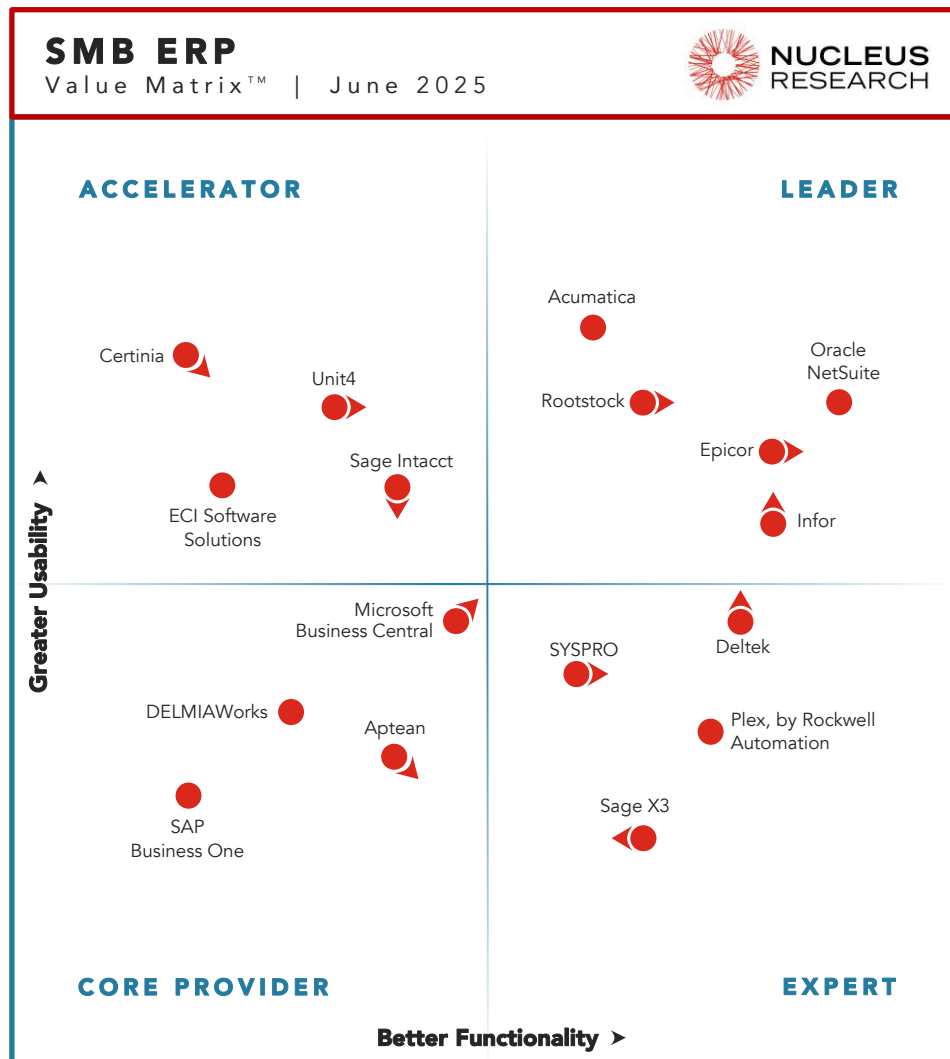 SMB ERP
Value Matrix™ | June 2025
NUCLEUS
RESEARCH
ACCELERATOR
LEADER
Acumatica
Certinia
Oracle
NetSuite
Unit4
Rootstock
Epicor
Sage Intacct
ECI Software
Solutions
Infor
Greater Usability
Microsoft
Business Central
Deltek
SYSPRO
DELMIAWorks
Aptean
Plex, by Rockwell
Automation
SAP
Business One
Sage X3
CORE PROVIDER
EXPERT
Better Functionality